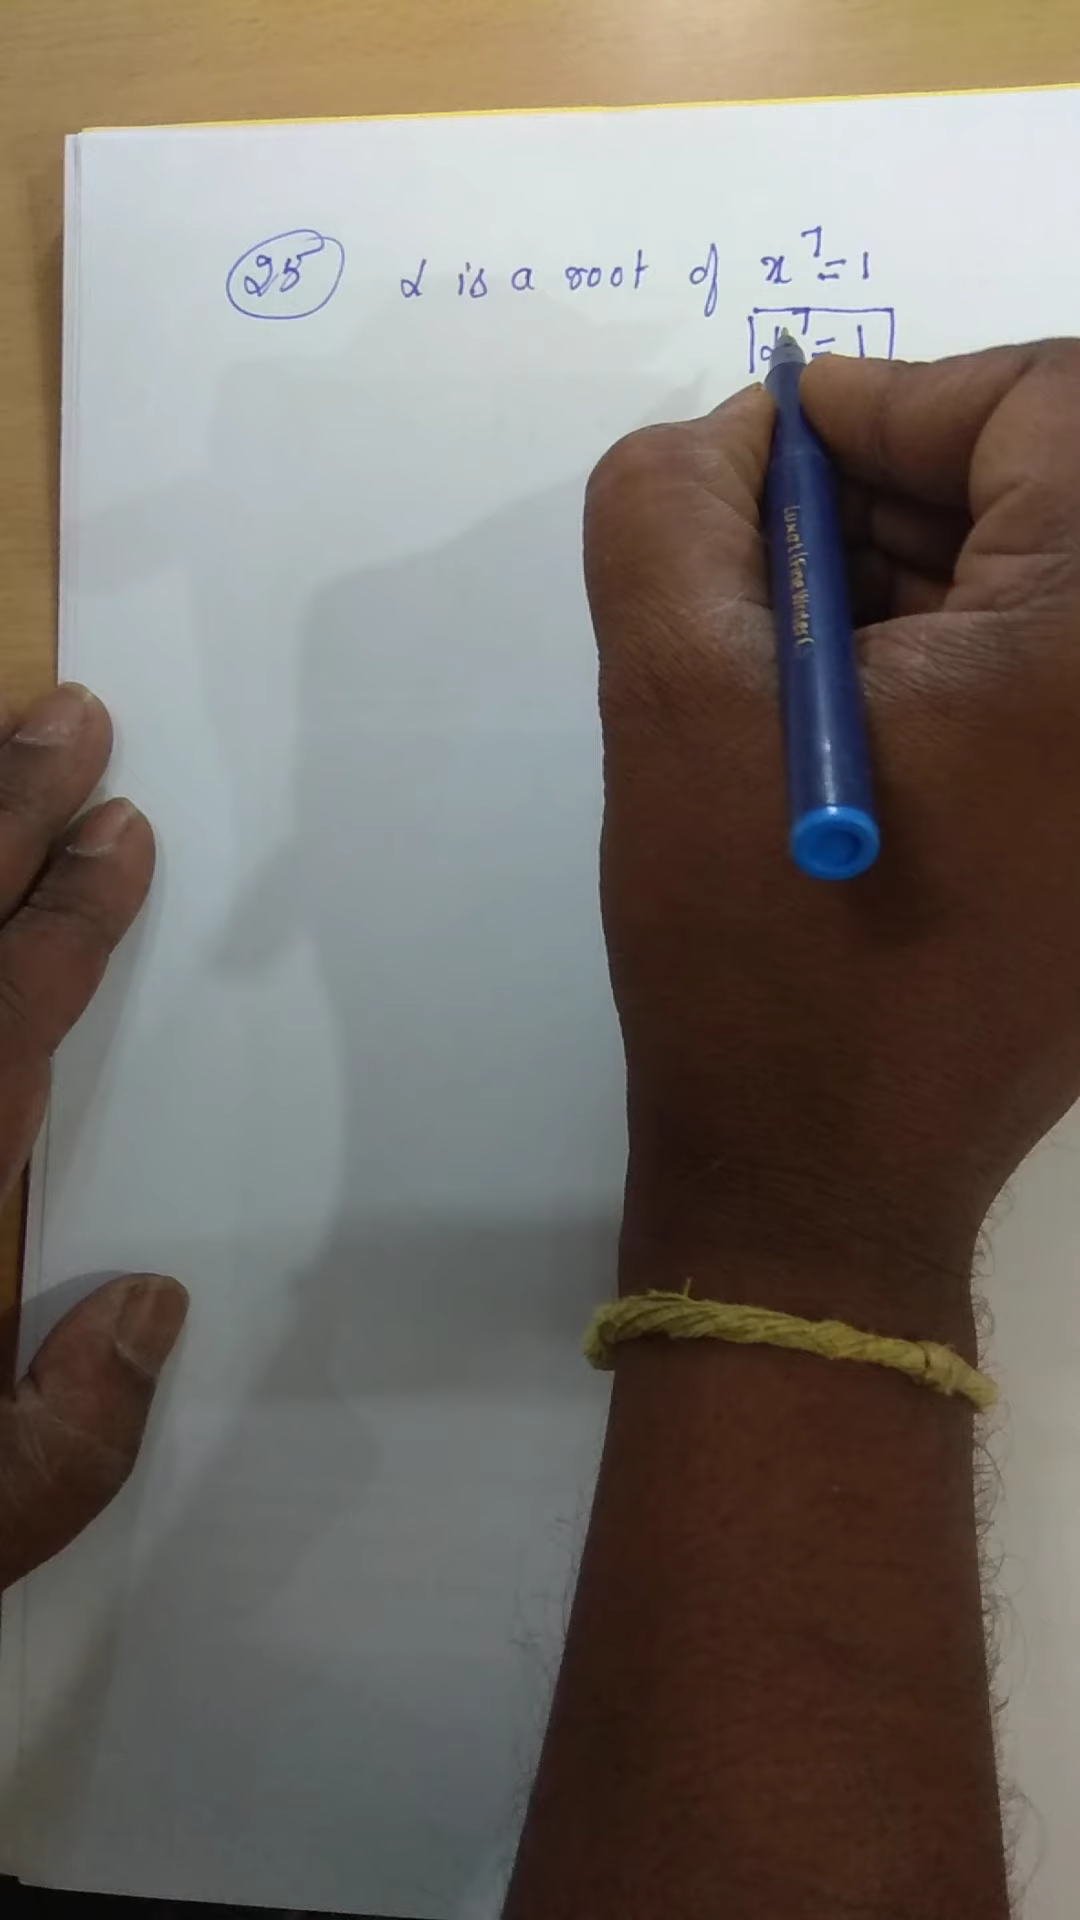 25 α is a root of x⁷ = 1
α⁷ = 1